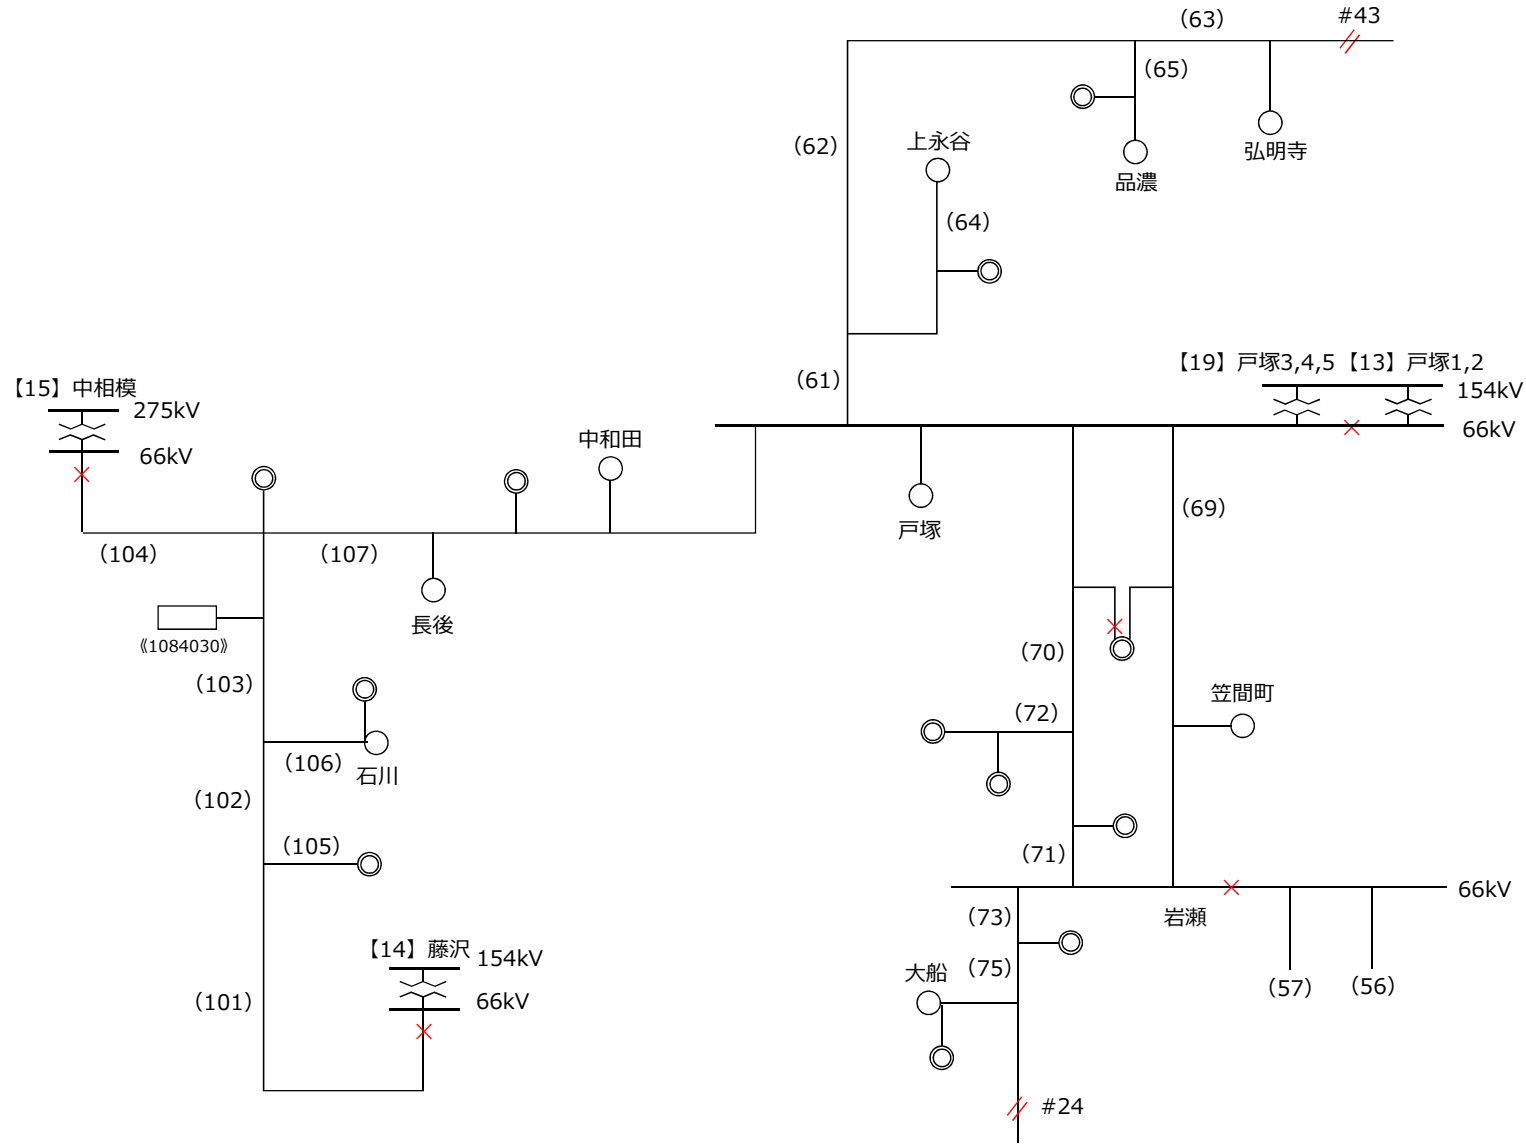 (63)
#43
(65)
(62)
上永谷
弘明寺
品濃
(64)
【19】戸塚3,4,5
【13】戸塚1,2
(61)
【15】中相模
154kV
275kV
中和田
66kV
66kV
(69)
戸塚
(104)
(107)
長後
《1084030》
(70)
(103)
笠間町
(72)
(106)
石川
(102)
(105)
(71)
66kV
(73)
岩瀬
【14】藤沢
154kV
大船
(75)
(57)
(56)
(101)
66kV
#24